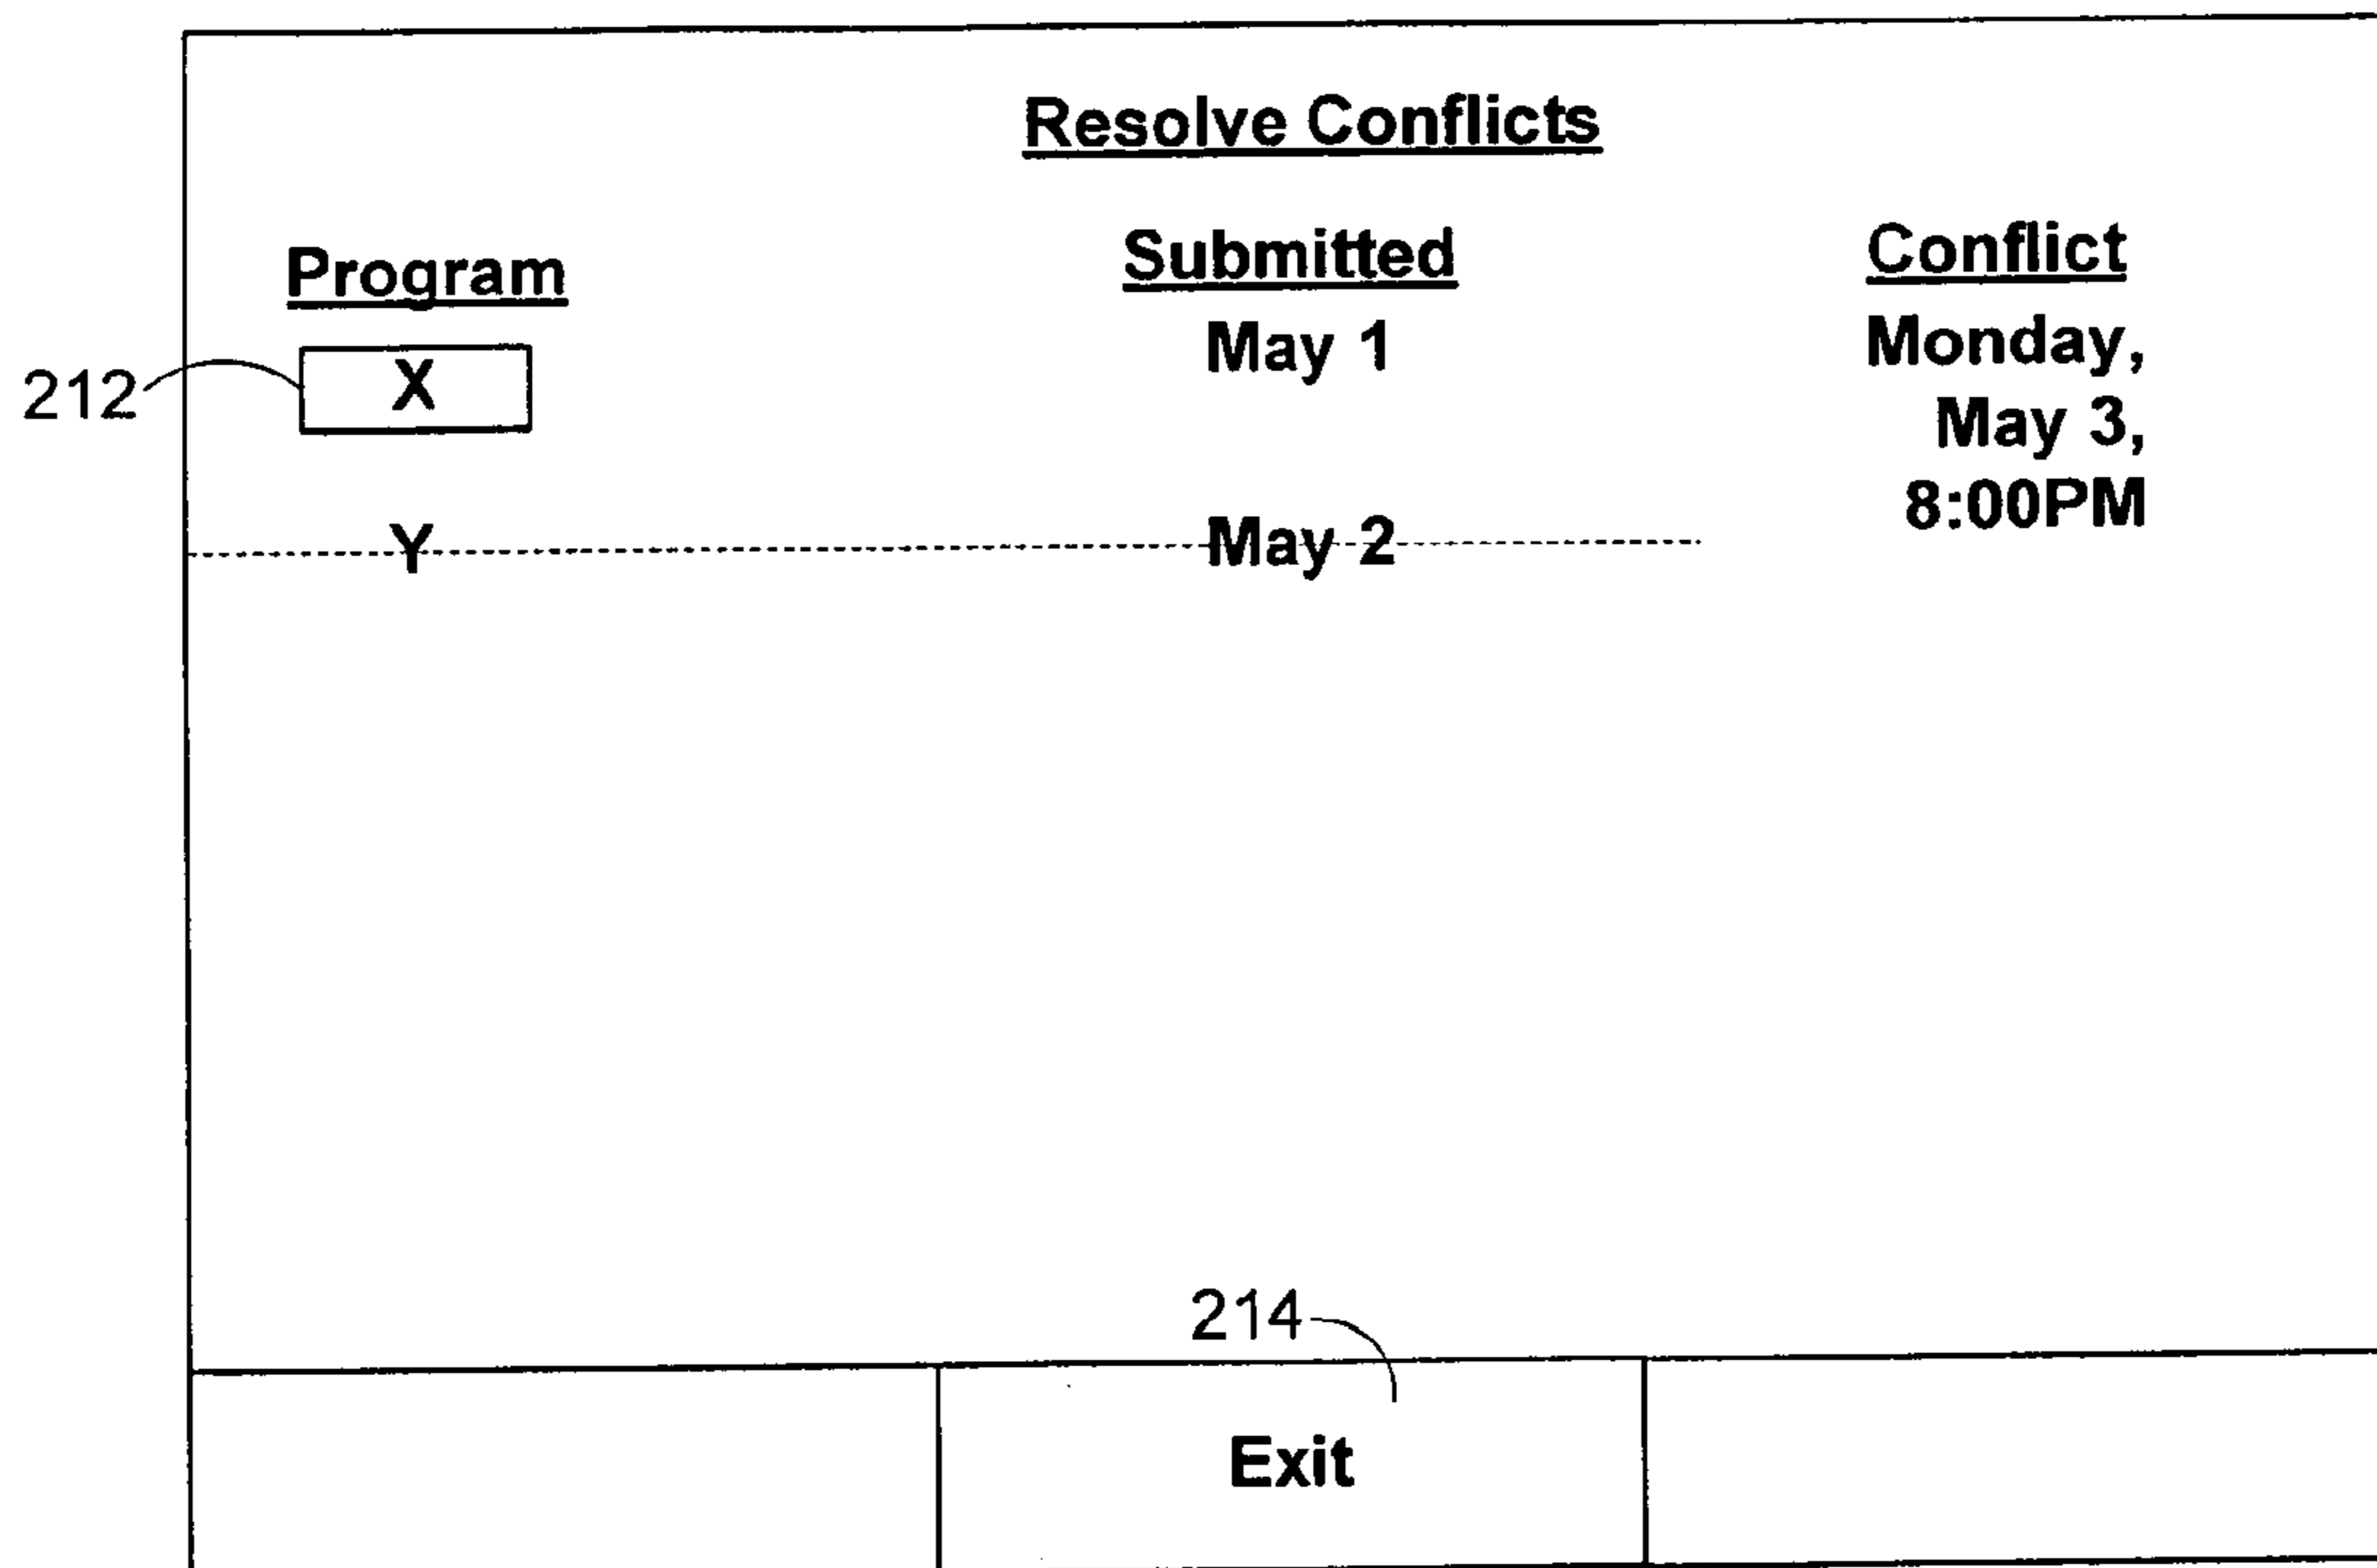 Resolve Conflicts
Program Submitted Conflict
212 X May 1 Monday,
May 3,
8:00PM
Y May 2
214
Exit